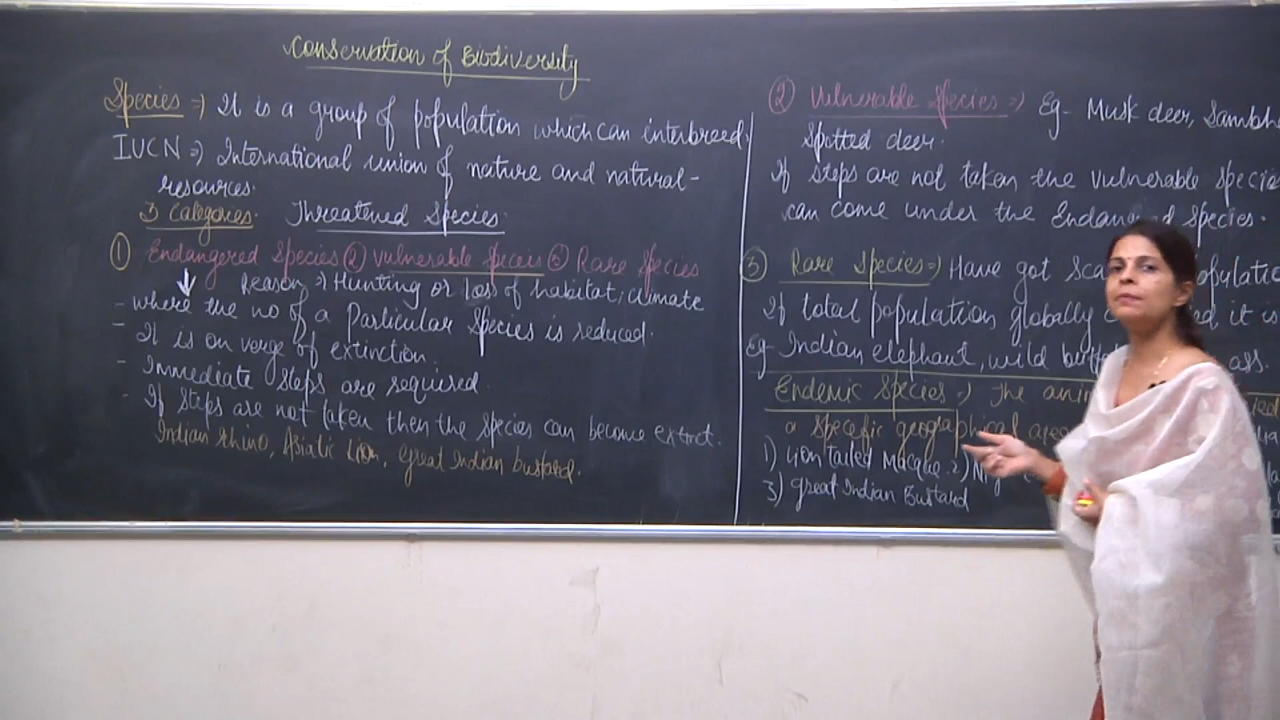 Conservation of Biodiversity
Species => It is a group of population which can interbreed.
IUCN => International union of nature and natural-
resources.
3 Categories. Threatened Species.
① Endangered Species ② Vulnerable speceis ③ Rare Species
Reason => Hunting or loss of habitat, climate
- where the no of a Particular Species is reduced.
- It is on verge of extinction.
- Immediate steps are required.
- If steps are not taken then the Species can become extinct.
Indian rhino, Asiatic Lion, great Indian bustard.
② Vulnerable Species => Eg- Musk deer,
Spotted deer.
If steps are not taken the vulnerable
can come under the Endangered Species.
③ Rare Species => Have got
If total population globally it is
Eg Indian elephant, wild ass.
Endemic Species => The
a specific geographical area
1) Lion tailed Macque. 2)
3) great Indian Bustard